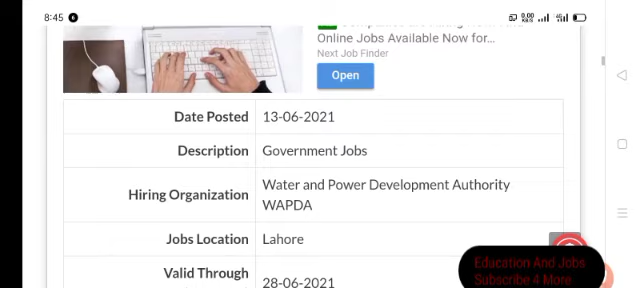 8:45
Online Jobs Available Now for...
Next Job Finder
Open
Date Posted 13-06-2021
Description Government Jobs
Hiring Organization Water and Power Development Authority
WAPDA
Jobs Location Lahore
Valid Through 28-06-2021
Education And Jobs
Subscribe 4 More